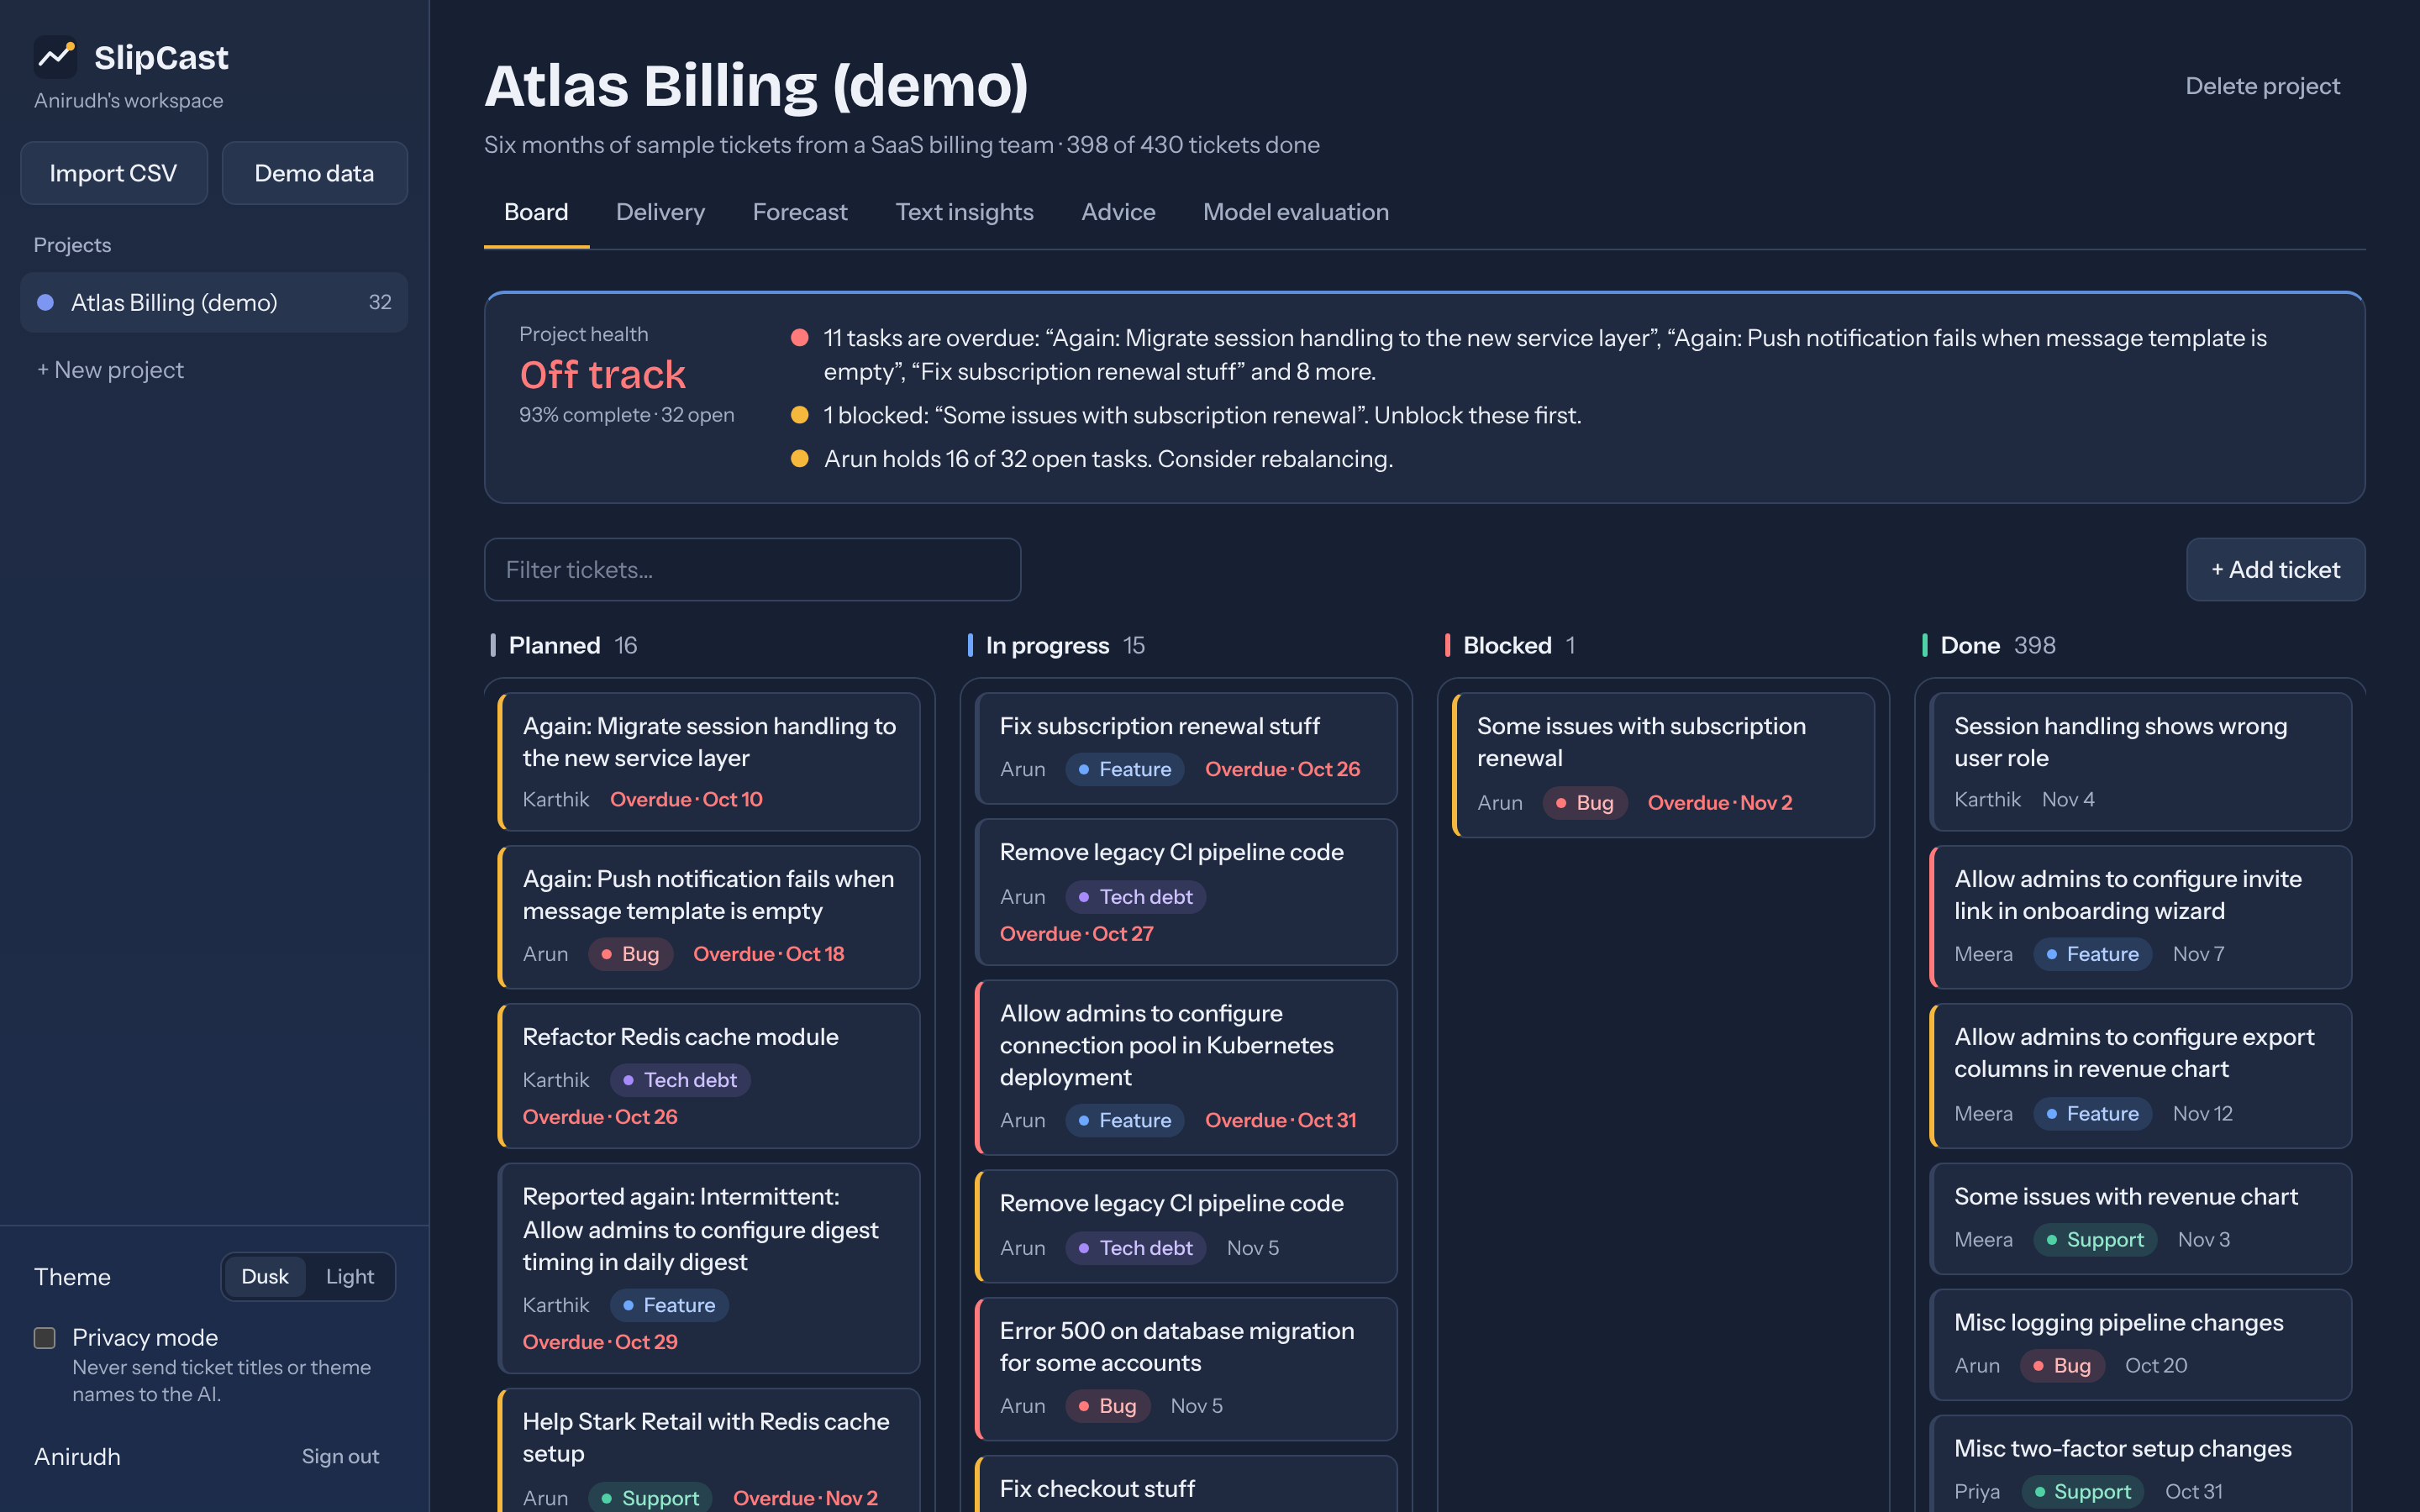 SlipCast
Anirudh's workspace
Import CSV
Demo data
Projects
Atlas Billing (demo)
32
+ New project
Theme
Dusk
Light
Privacy mode
Never send ticket titles or theme
names to the AI.
Anirudh
Sign out
Atlas Billing (demo)
Delete project
Six months of sample tickets from a SaaS billing team · 398 of 430 tickets done
Board
Delivery
Forecast
Text insights
Advice
Model evaluation
Project health
Off track
93% complete · 32 open
11 tasks are overdue: “Again: Migrate session handling to the new service layer”, “Again: Push notification fails when message template is
empty”, “Fix subscription renewal stuff” and 8 more.
1 blocked: “Some issues with subscription renewal”. Unblock these first.
Arun holds 16 of 32 open tasks. Consider rebalancing.
Filter tickets...
+ Add ticket
Planned 16
Again: Migrate session handling to
the new service layer
Karthik Overdue · Oct 10
Again: Push notification fails when
message template is empty
Arun Bug Overdue · Oct 18
Refactor Redis cache module
Karthik Tech debt
Overdue · Oct 26
Reported again: Intermittent:
Allow admins to configure digest
timing in daily digest
Karthik Feature
Overdue · Oct 29
Help Stark Retail with Redis cache
setup
Arun Support Overdue · Nov 2
In progress 15
Fix subscription renewal stuff
Arun Feature Overdue · Oct 26
Remove legacy CI pipeline code
Arun Tech debt
Overdue · Oct 27
Allow admins to configure
connection pool in Kubernetes
deployment
Arun Feature Overdue · Oct 31
Remove legacy CI pipeline code
Arun Tech debt Nov 5
Error 500 on database migration
for some accounts
Arun Bug Nov 5
Fix checkout stuff
Blocked 1
Some issues with subscription
renewal
Arun Bug Overdue · Nov 2
Done 398
Session handling shows wrong
user role
Karthik Nov 4
Allow admins to configure invite
link in onboarding wizard
Meera Feature Nov 7
Allow admins to configure export
columns in revenue chart
Meera Feature Nov 12
Some issues with revenue chart
Meera Support Nov 3
Misc logging pipeline changes
Arun Bug Oct 20
Misc two-factor setup changes
Priya Support Oct 31